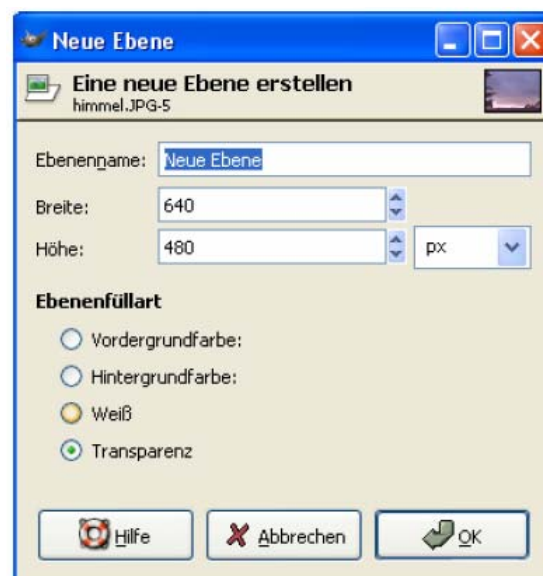 Neue Ebene
Eine neue Ebene erstellen
himmel.JPG-5
Ebenenname: Neue Ebene
Breite: 640
Höhe: 480 px
Ebenenfüllart
Vordergrundfarbe:
Hintergrundfarbe:
Weiß
Transparenz
Hilfe Abbrechen OK